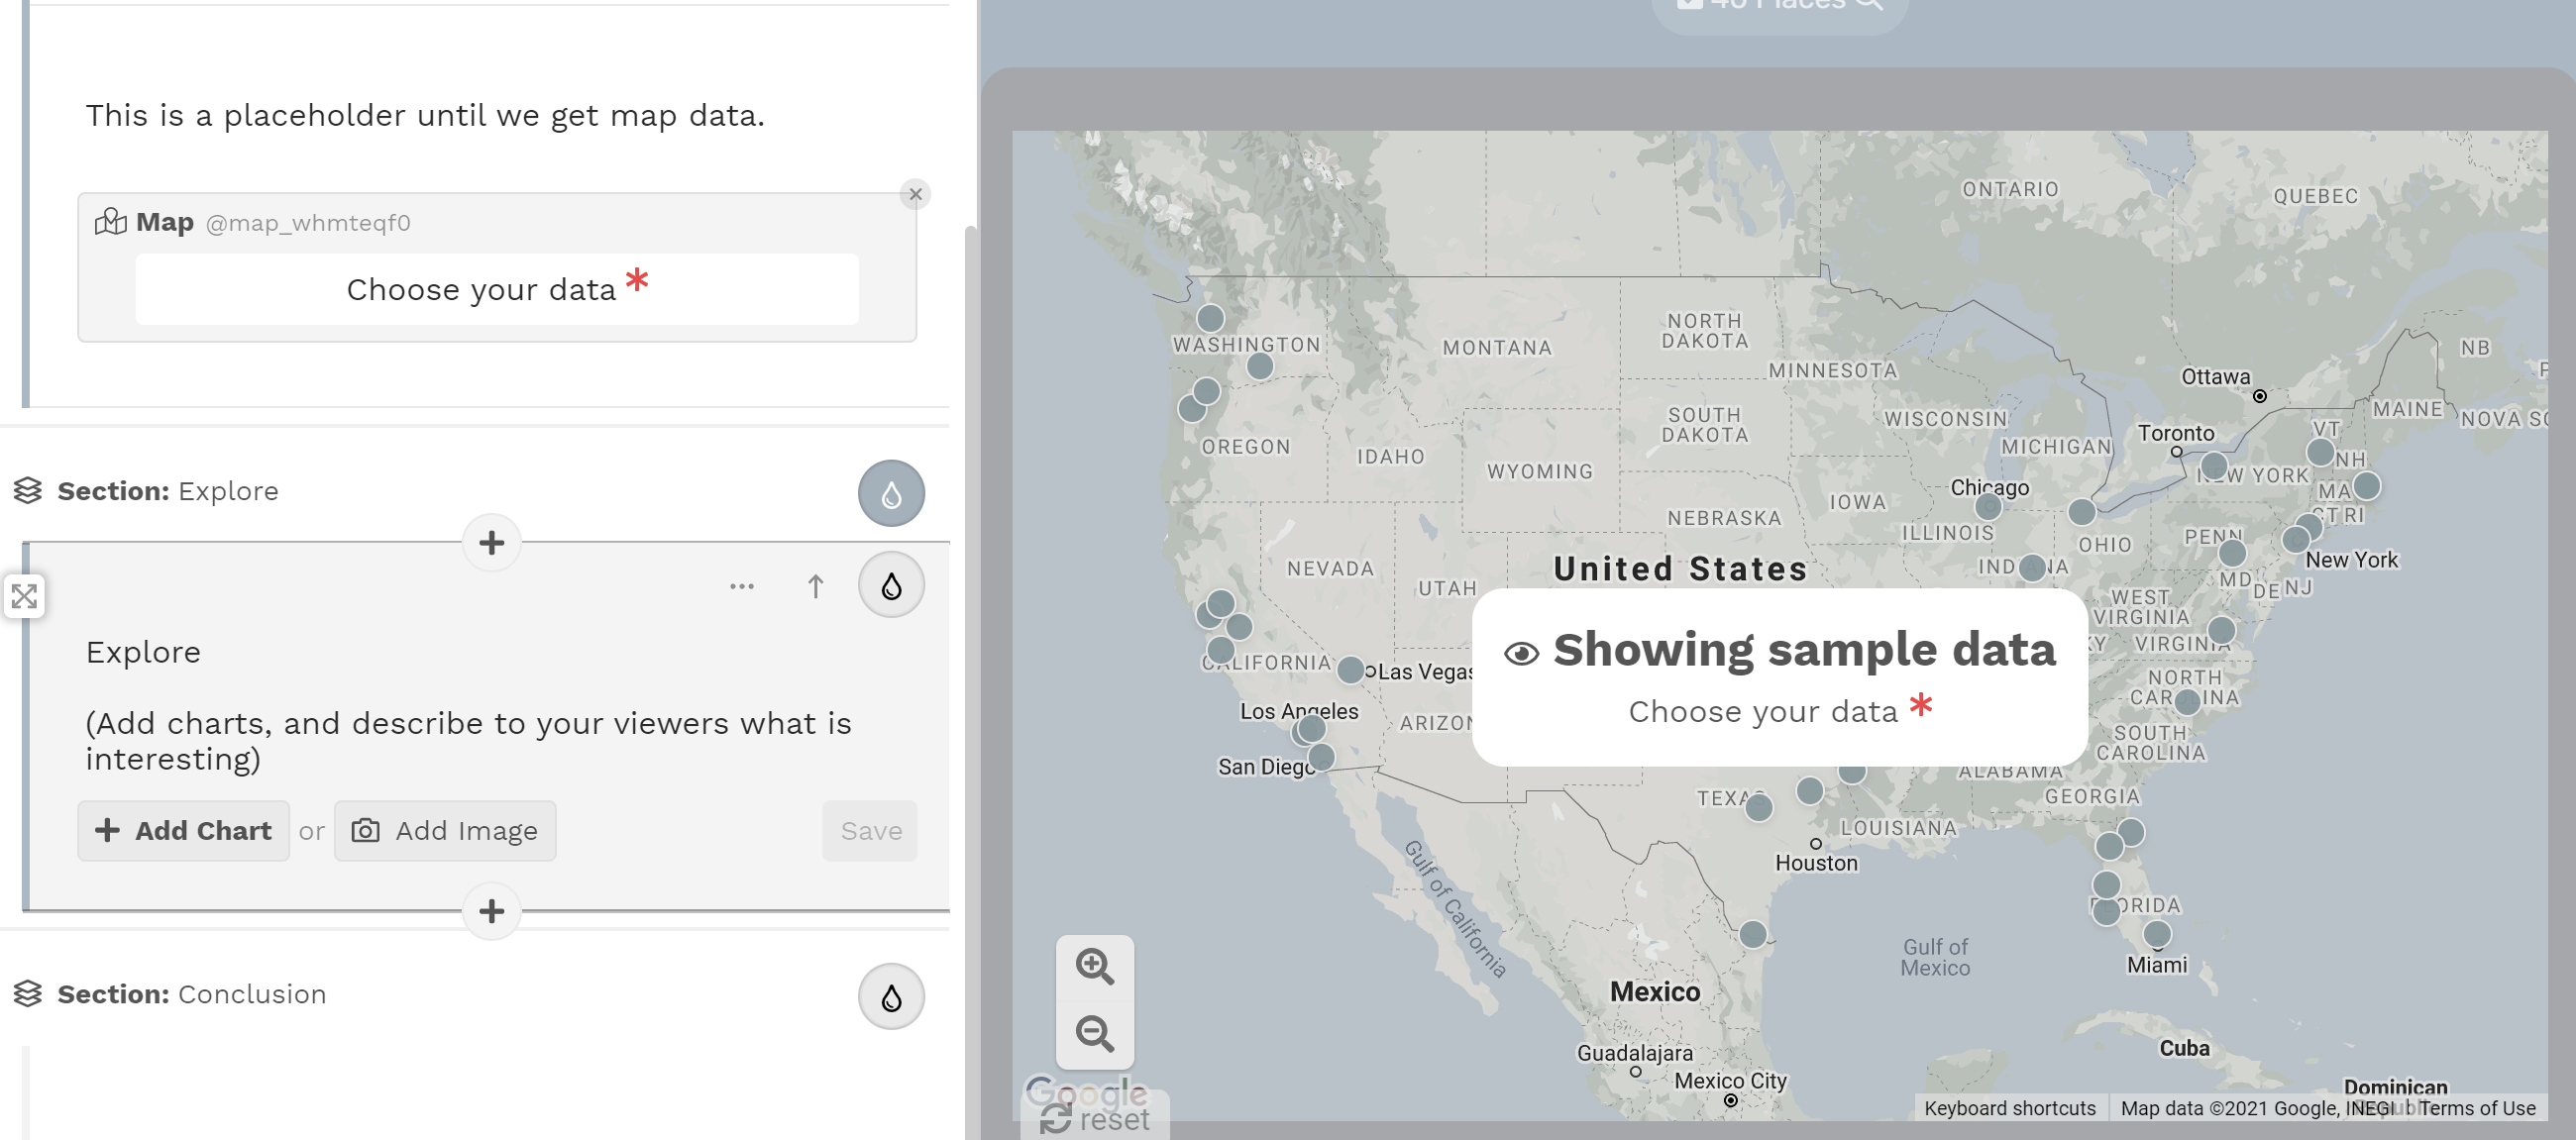 This is a placeholder until we get map data.
Map @map_whmteqf0
Choose your data *
Section: Explore
Explore
(Add charts, and describe to your viewers what is
interesting)
Add Chart or Add Image
Save
Section: Conclusion
40 Places
ONTARIO
QUEBEC
WASHINGTON
MONTANA
NORTH
DAKOTA
MINNESOTA
NB
Ottawa
OREGON
IDAHO
WYOMING
SOUTH
DAKOTA
WISCONSIN
MICHIGAN
Toronto
MAINE
NOVA SC
VT
NH
NEW YORK
MA
CT RI
Chicago
IOWA
NEBRASKA
ILLINOIS
INDIANA
OHIO
PENN
New York
MD
DE
NJ
NEVADA
UTAH
United States
WEST
VIRGINIA
KY
VIRGINIA
CALIFORNIA
Las Vegas
Showing sample data
Choose your data *
NORTH
CAROLINA
Los Angeles
ARIZON
SOUTH
CAROLINA
San Diego
ALABAMA
GEORGIA
TEXAS
LOUISIANA
Houston
FLORIDA
Gulf of California
Gulf of
Mexico
Miami
Mexico
Cuba
Guadalajara
Mexico City
Dominican
Google
reset
Keyboard shortcuts
Map data ©2021 Google, INEGI
Terms of Use